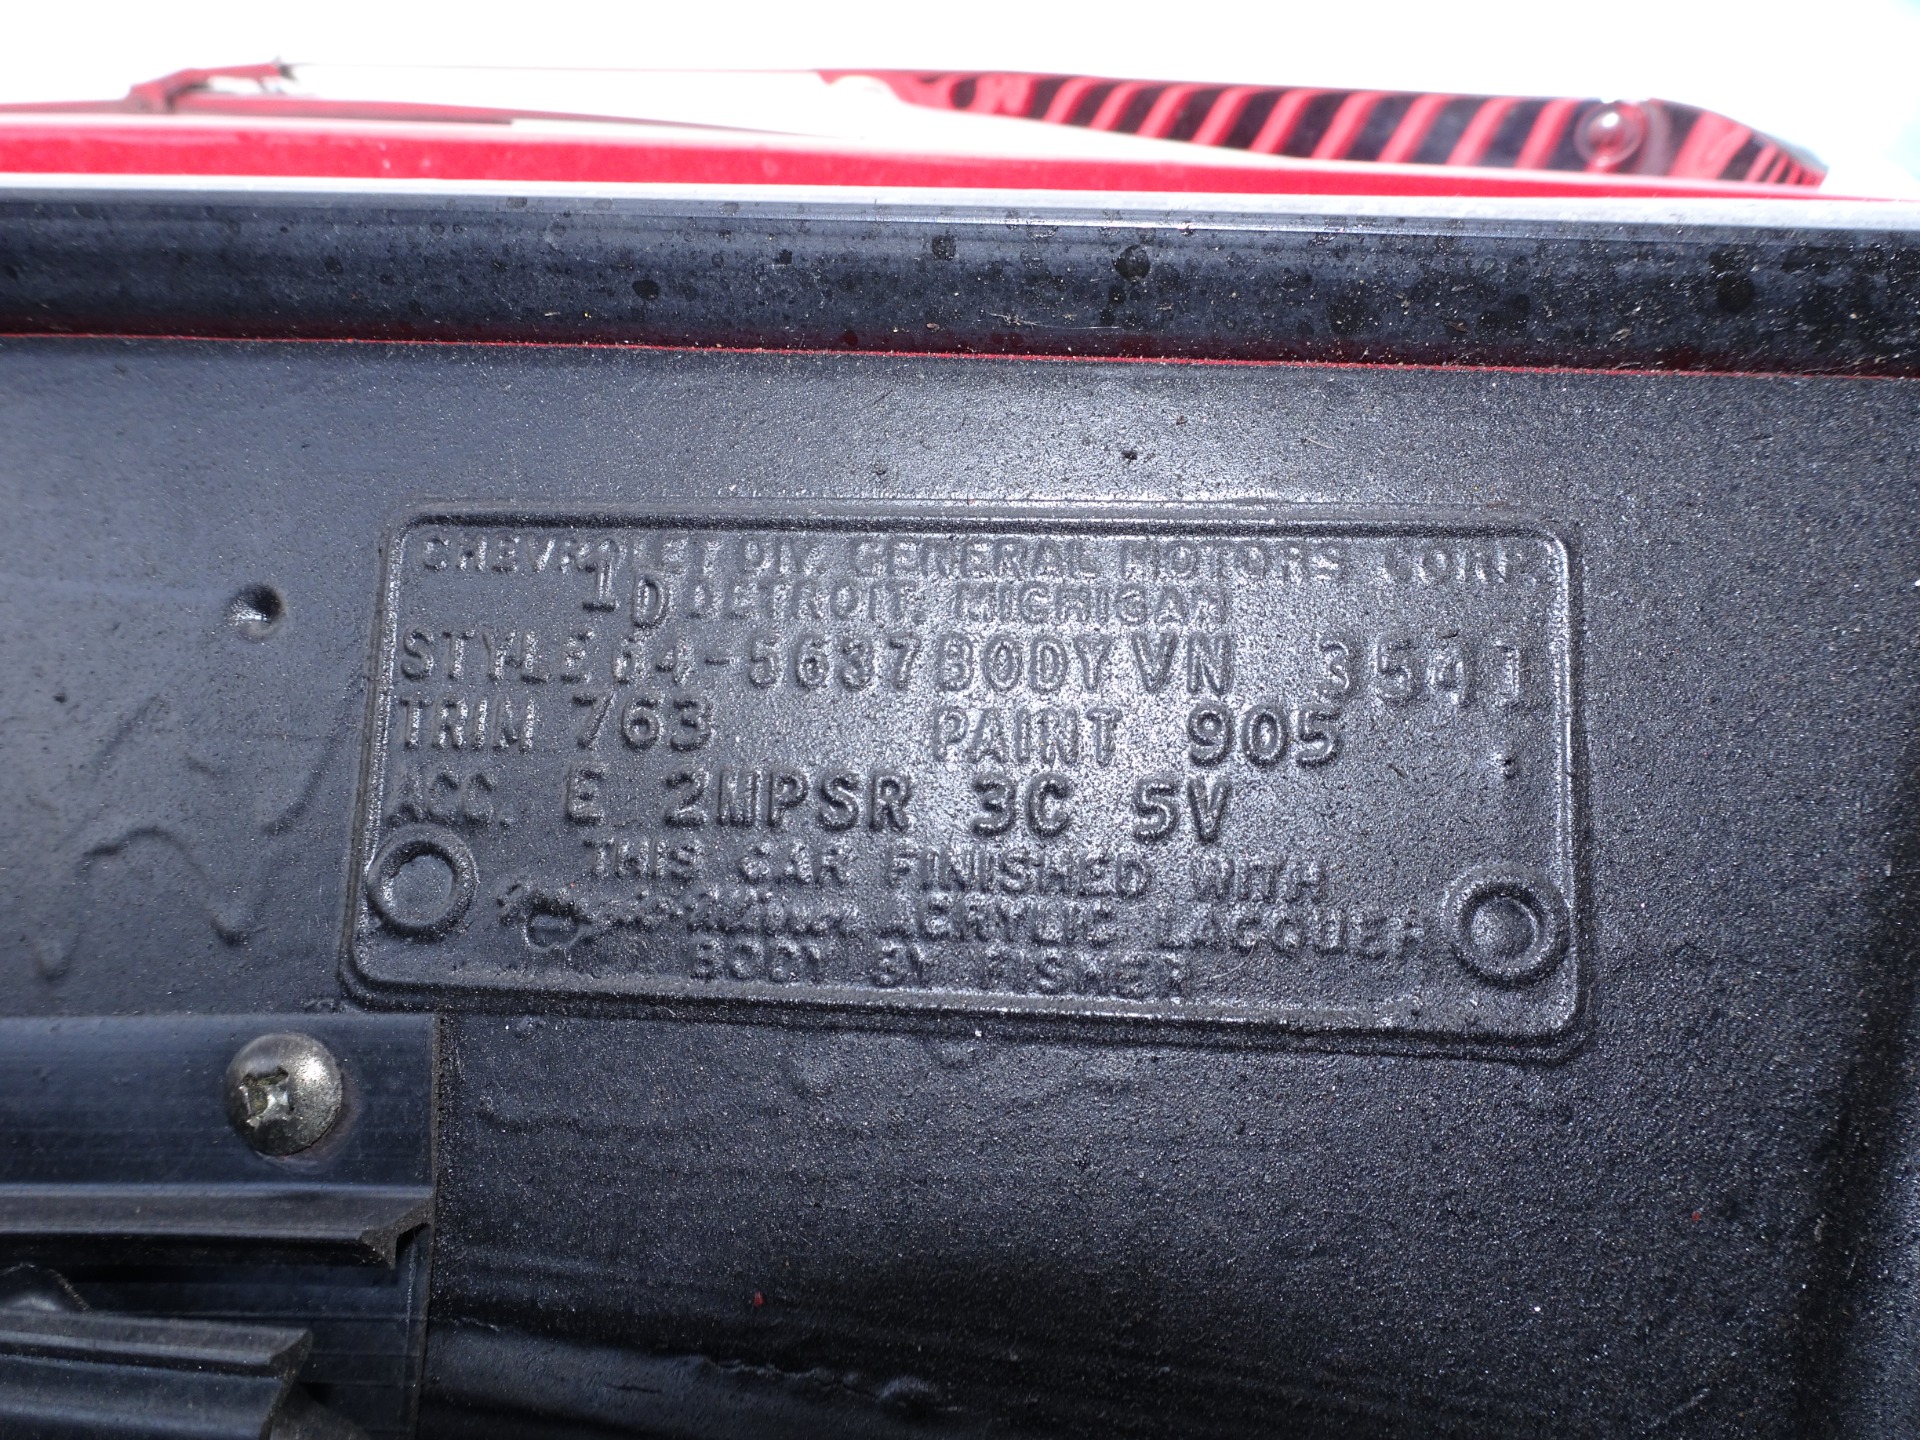 CHEVROLET DIV. GENERAL MOTORS CORP.
1D DETROIT, MICHIGAN
STYLE 64-5637 BODY VN 3541
TRIM 763 PAINT 905
ACC. E 2MPSR 3C 5V
THIS CAR FINISHED WITH
ACRYLIC LACQUER
BODY BY FISHER